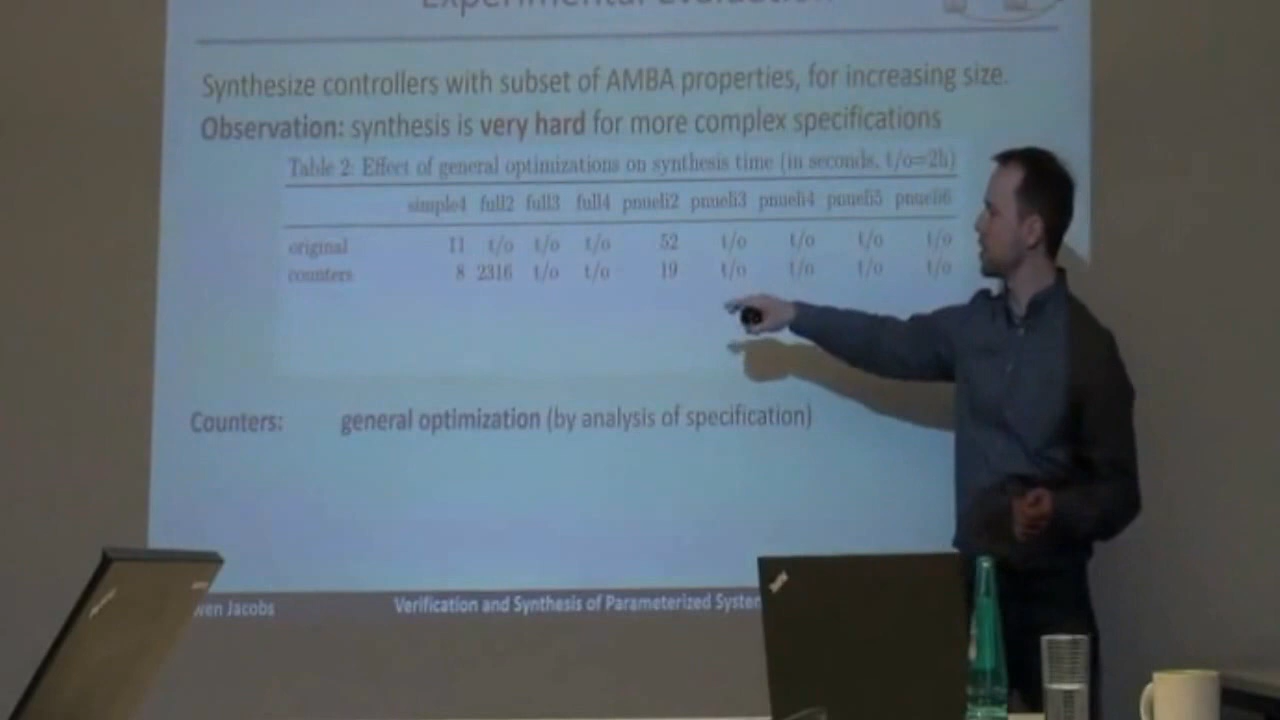 Experimental Evaluation
Synthesize controllers with subset of AMBA properties, for increasing size.
Observation: synthesis is very hard for more complex specifications
Table 2: Effect of general optimizations on synthesis time (in seconds, t/o=2h)
simple4 full2 full3 full4 pnueli2 pnueli3 pnueli4 pnueli5 pnueli6
original 11 t/o t/o t/o 52 t/o t/o t/o t/o
counters 8 2316 t/o t/o 19 t/o t/o t/o t/o
Counters: general optimization (by analysis of specification)
wen Jacobs Verification and Synthesis of Parameterized System